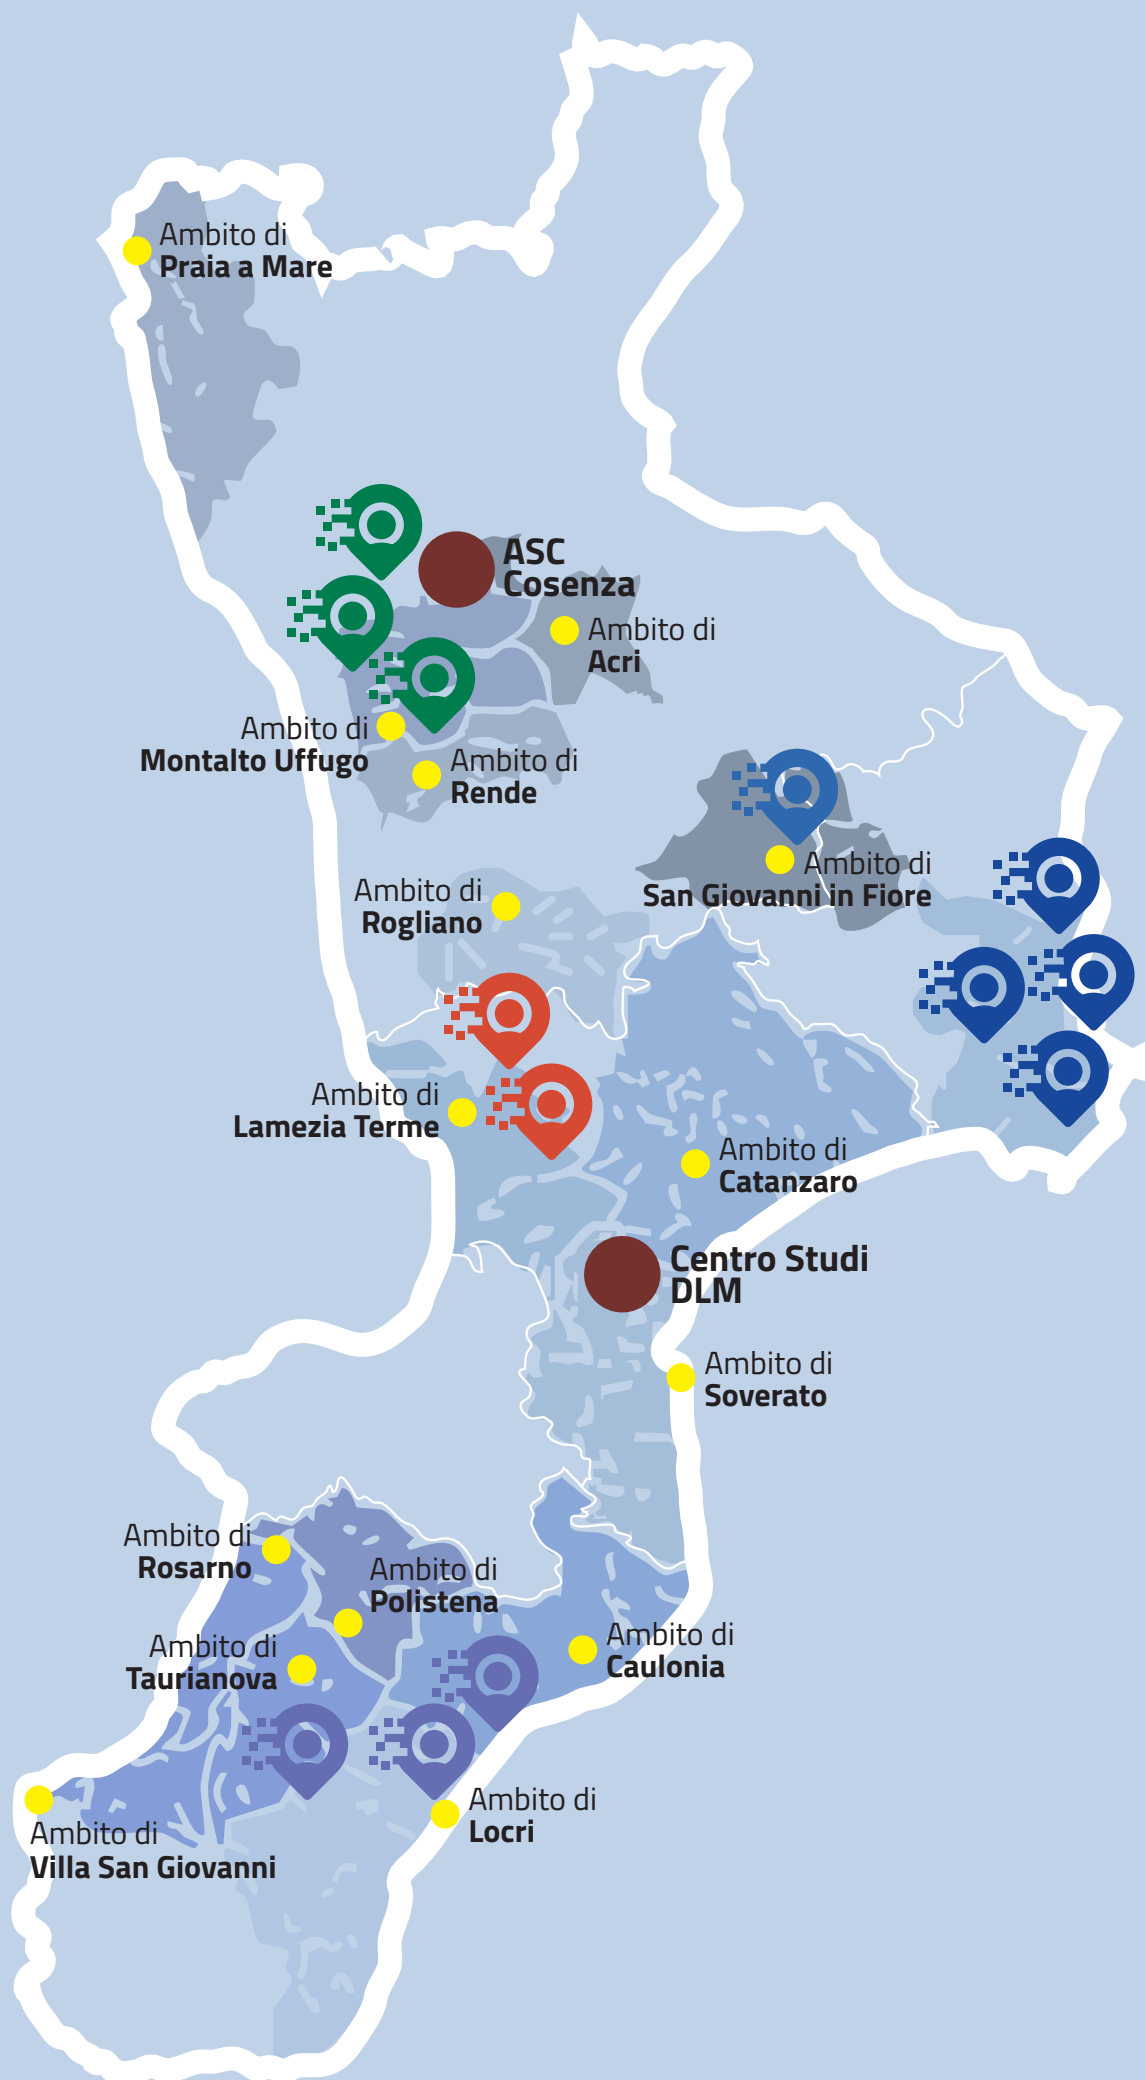 Ambito di
Praia a Mare
ASC
Cosenza
Ambito di
Acri
Ambito di
Montalto Uffugo
Ambito di
Rende
Ambito di
San Giovanni in Fiore
Ambito di
Rogliano
Ambito di
Lamezia Terme
Ambito di
Catanzaro
Centro Studi
DLM
Ambito di
Soverato
Ambito di
Rosarno
Ambito di
Polistena
Ambito di
Taurianova
Ambito di
Caulonia
Ambito di
Locri
Ambito di
Villa San Giovanni